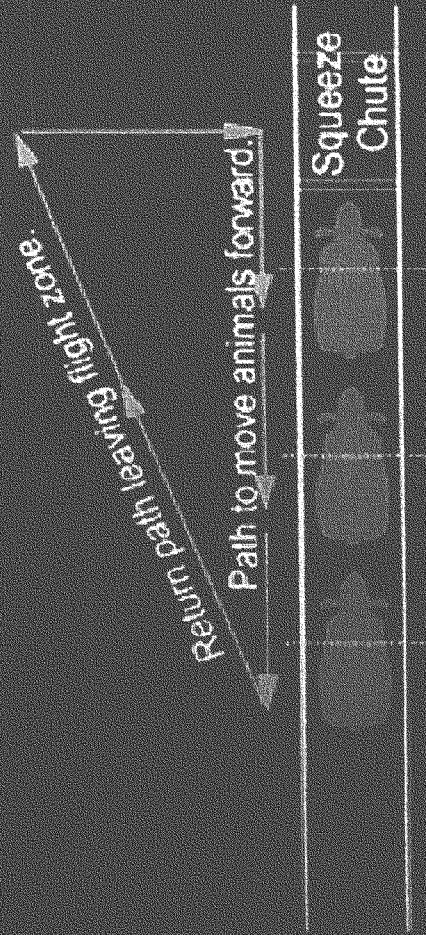 Return path leaving flight zone.
Path to move animals forward.
Squeeze
Chute